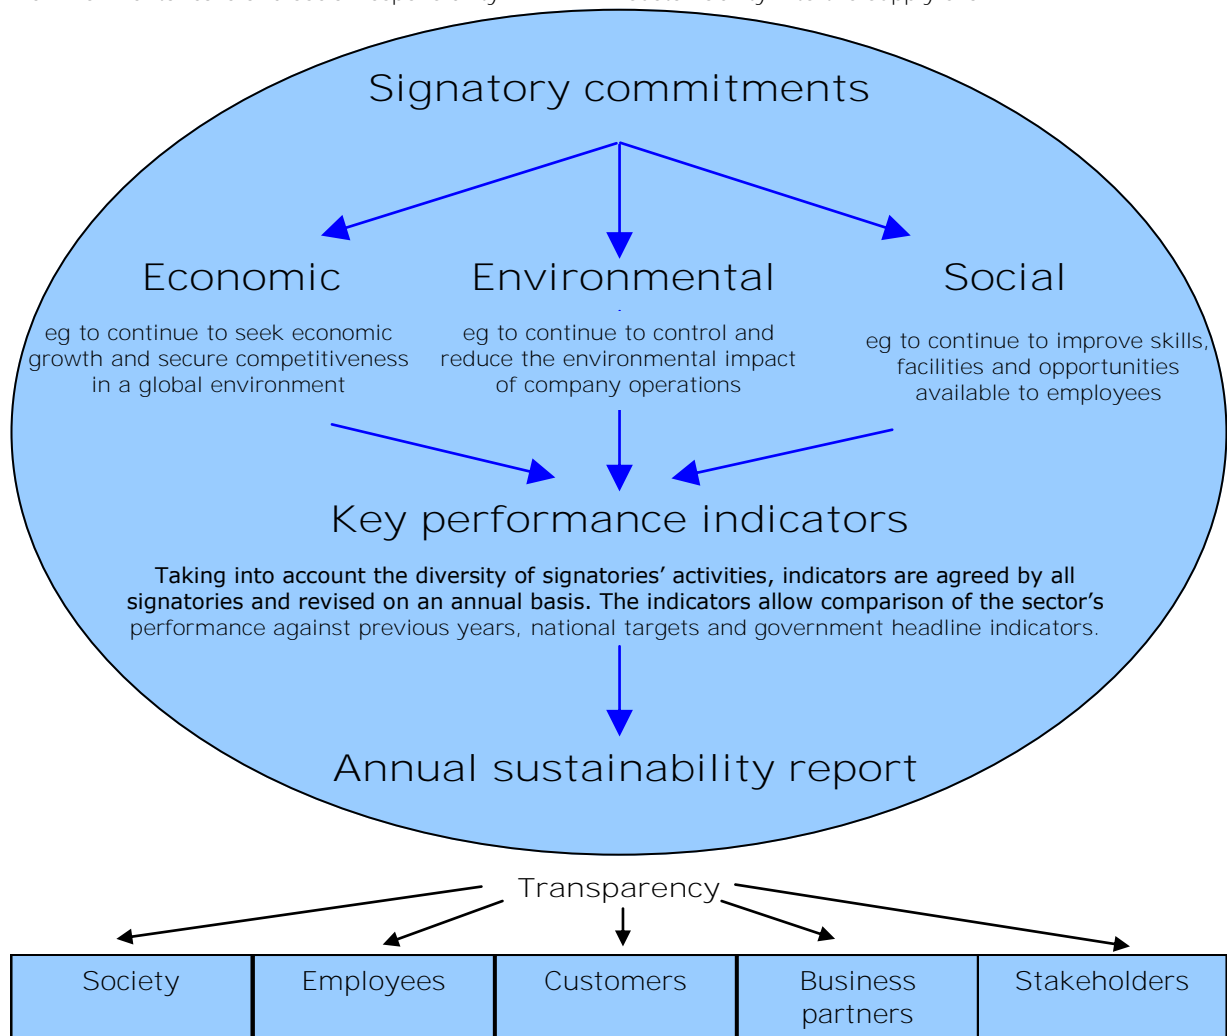 Signatory commitments
Economic
Environmental
Social
eg to continue to seek economic
growth and secure competitiveness
in a global environment
eg to continue to control and
reduce the environmental impact
of company operations
eg to continue to improve skills,
facilities and opportunities
available to employees
Key performance indicators
Taking into account the diversity of signatories’ activities, indicators are agreed by all
signatories and revised on an annual basis. The indicators allow comparison of the sector’s
performance against previous years, national targets and government headline indicators.
Annual sustainability report
Transparency
Society
Employees
Customers
Business
partners
Stakeholders